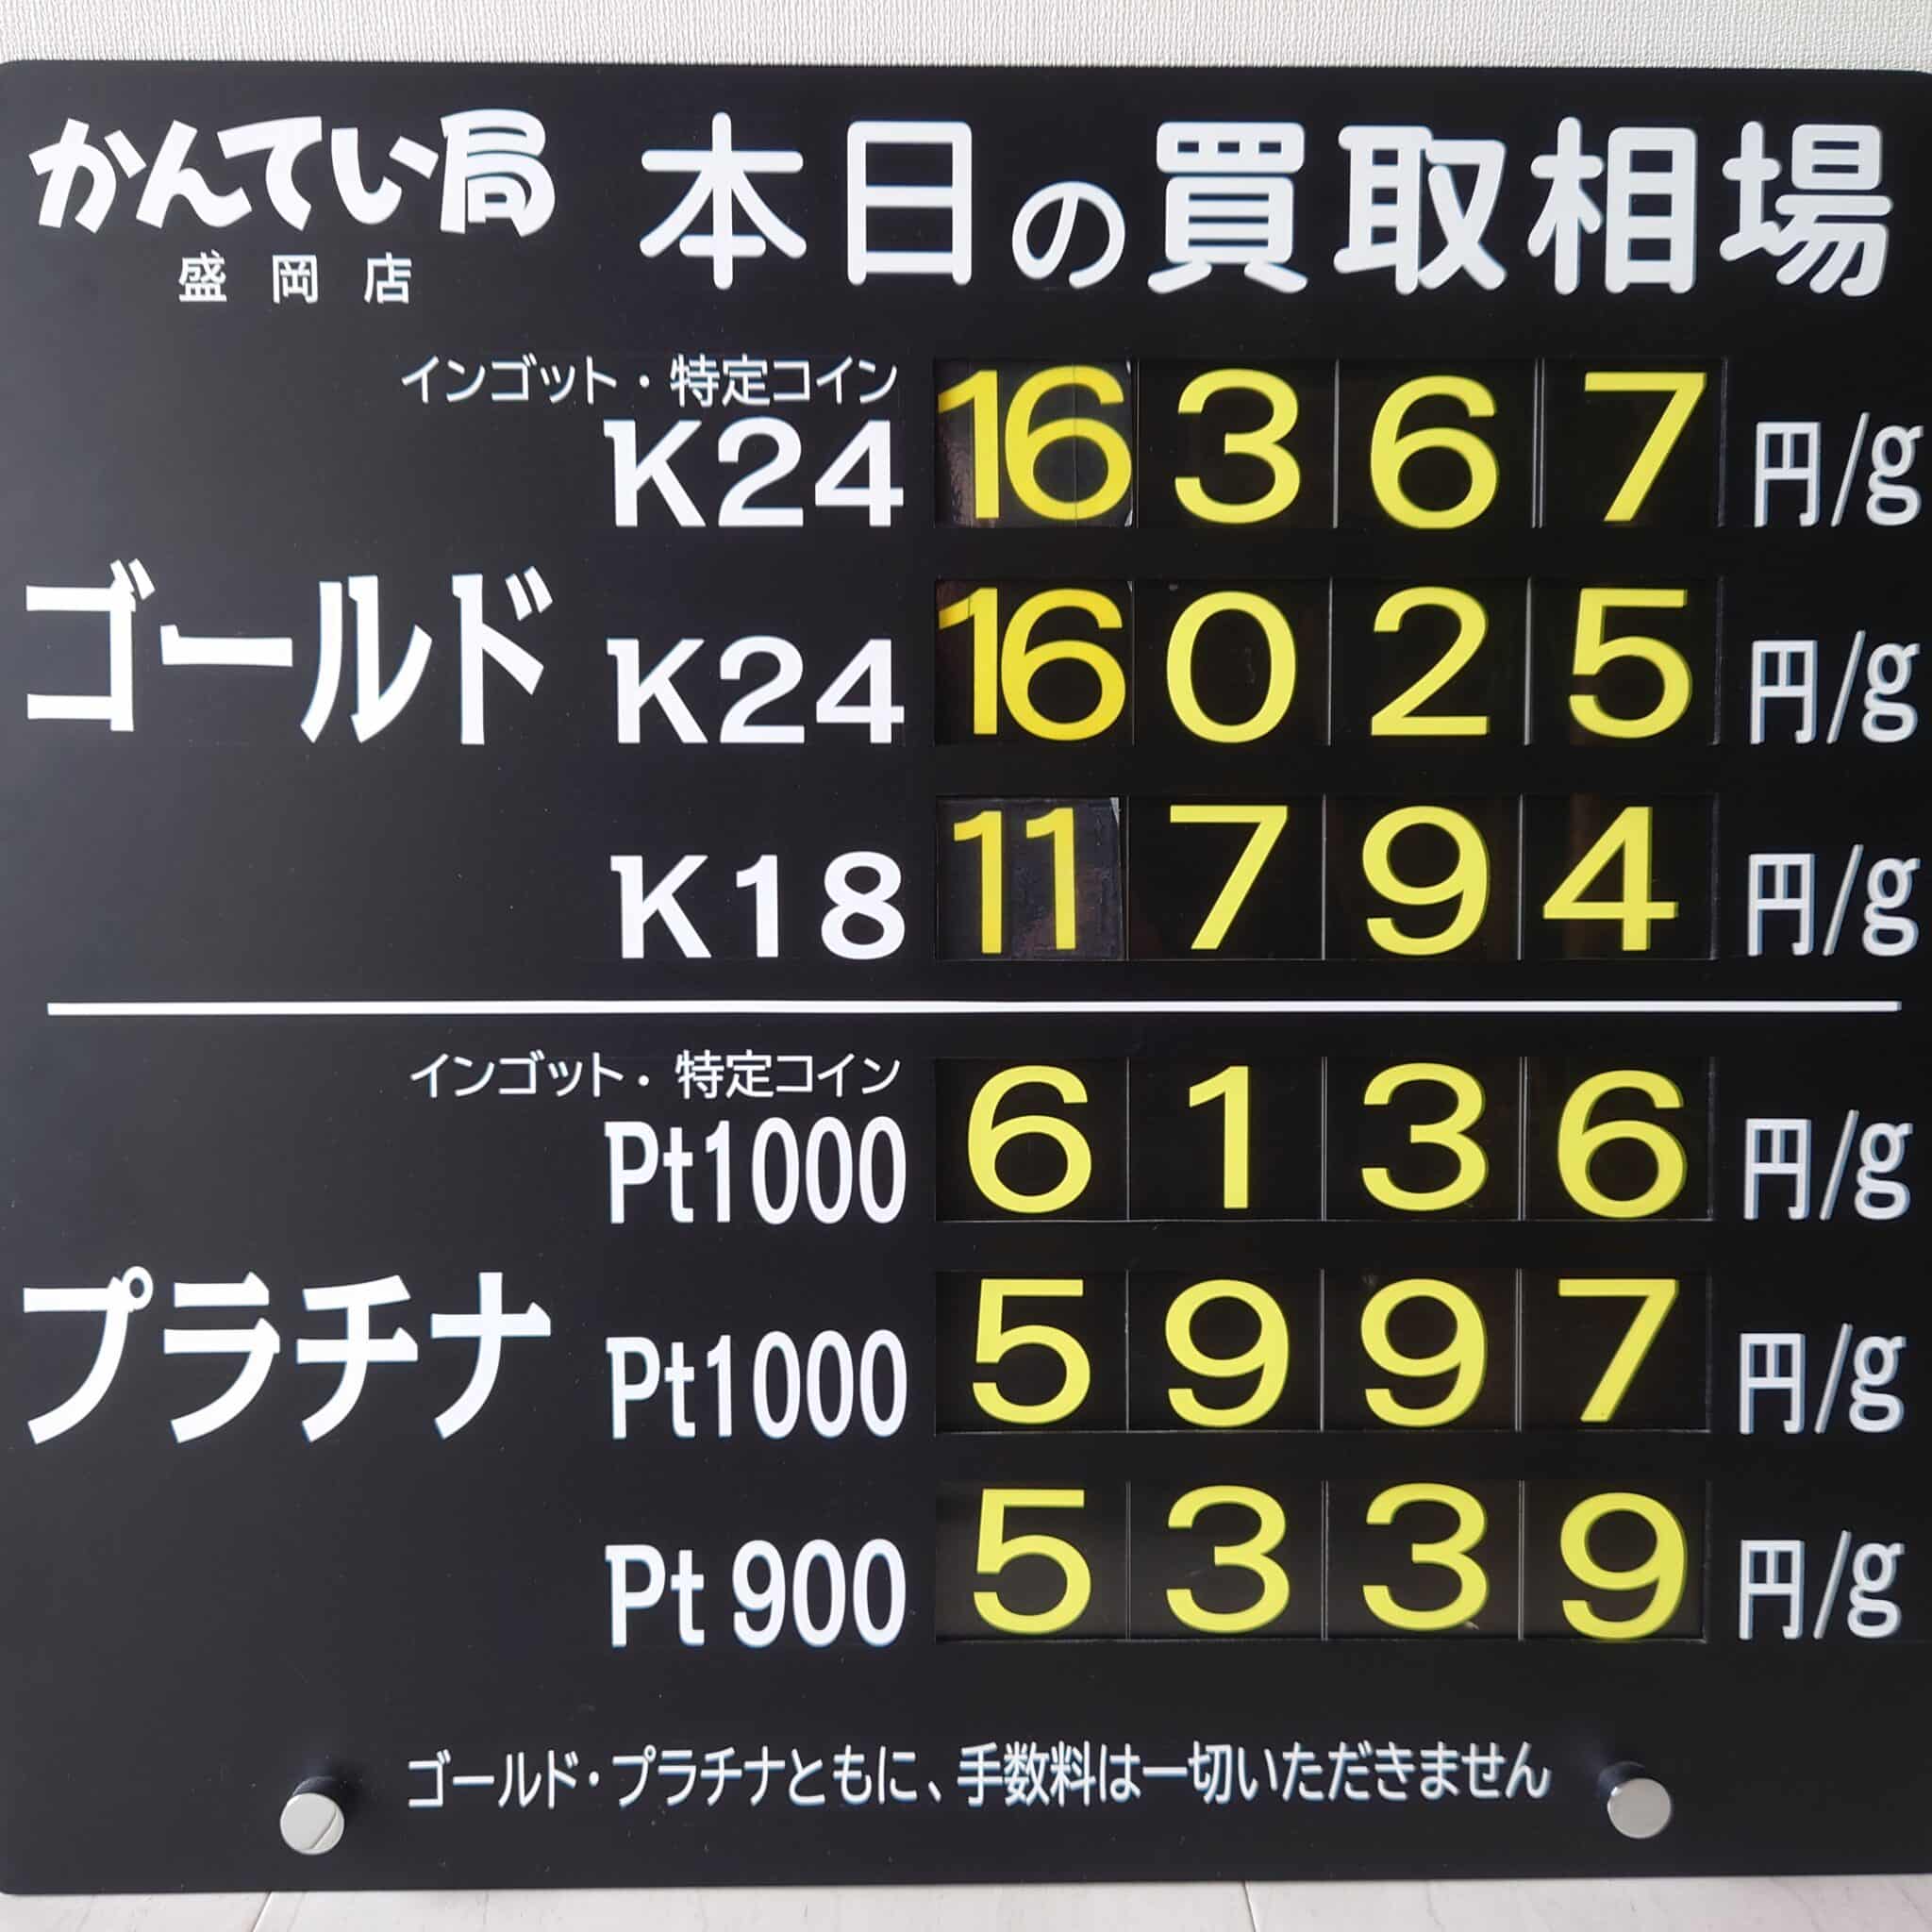 かんてい局 本日の買取相場
盛岡店
インゴット・特定コイン
K24 16367 円/g
ゴールド K24 16025 円/g
K18 11794 円/g
インゴット・特定コイン
Pt1000 6136 円/g
プラチナ Pt1000 5997 円/g
Pt 900 5339 円/g
ゴールド・プラチナともに、手数料は一切いただきません